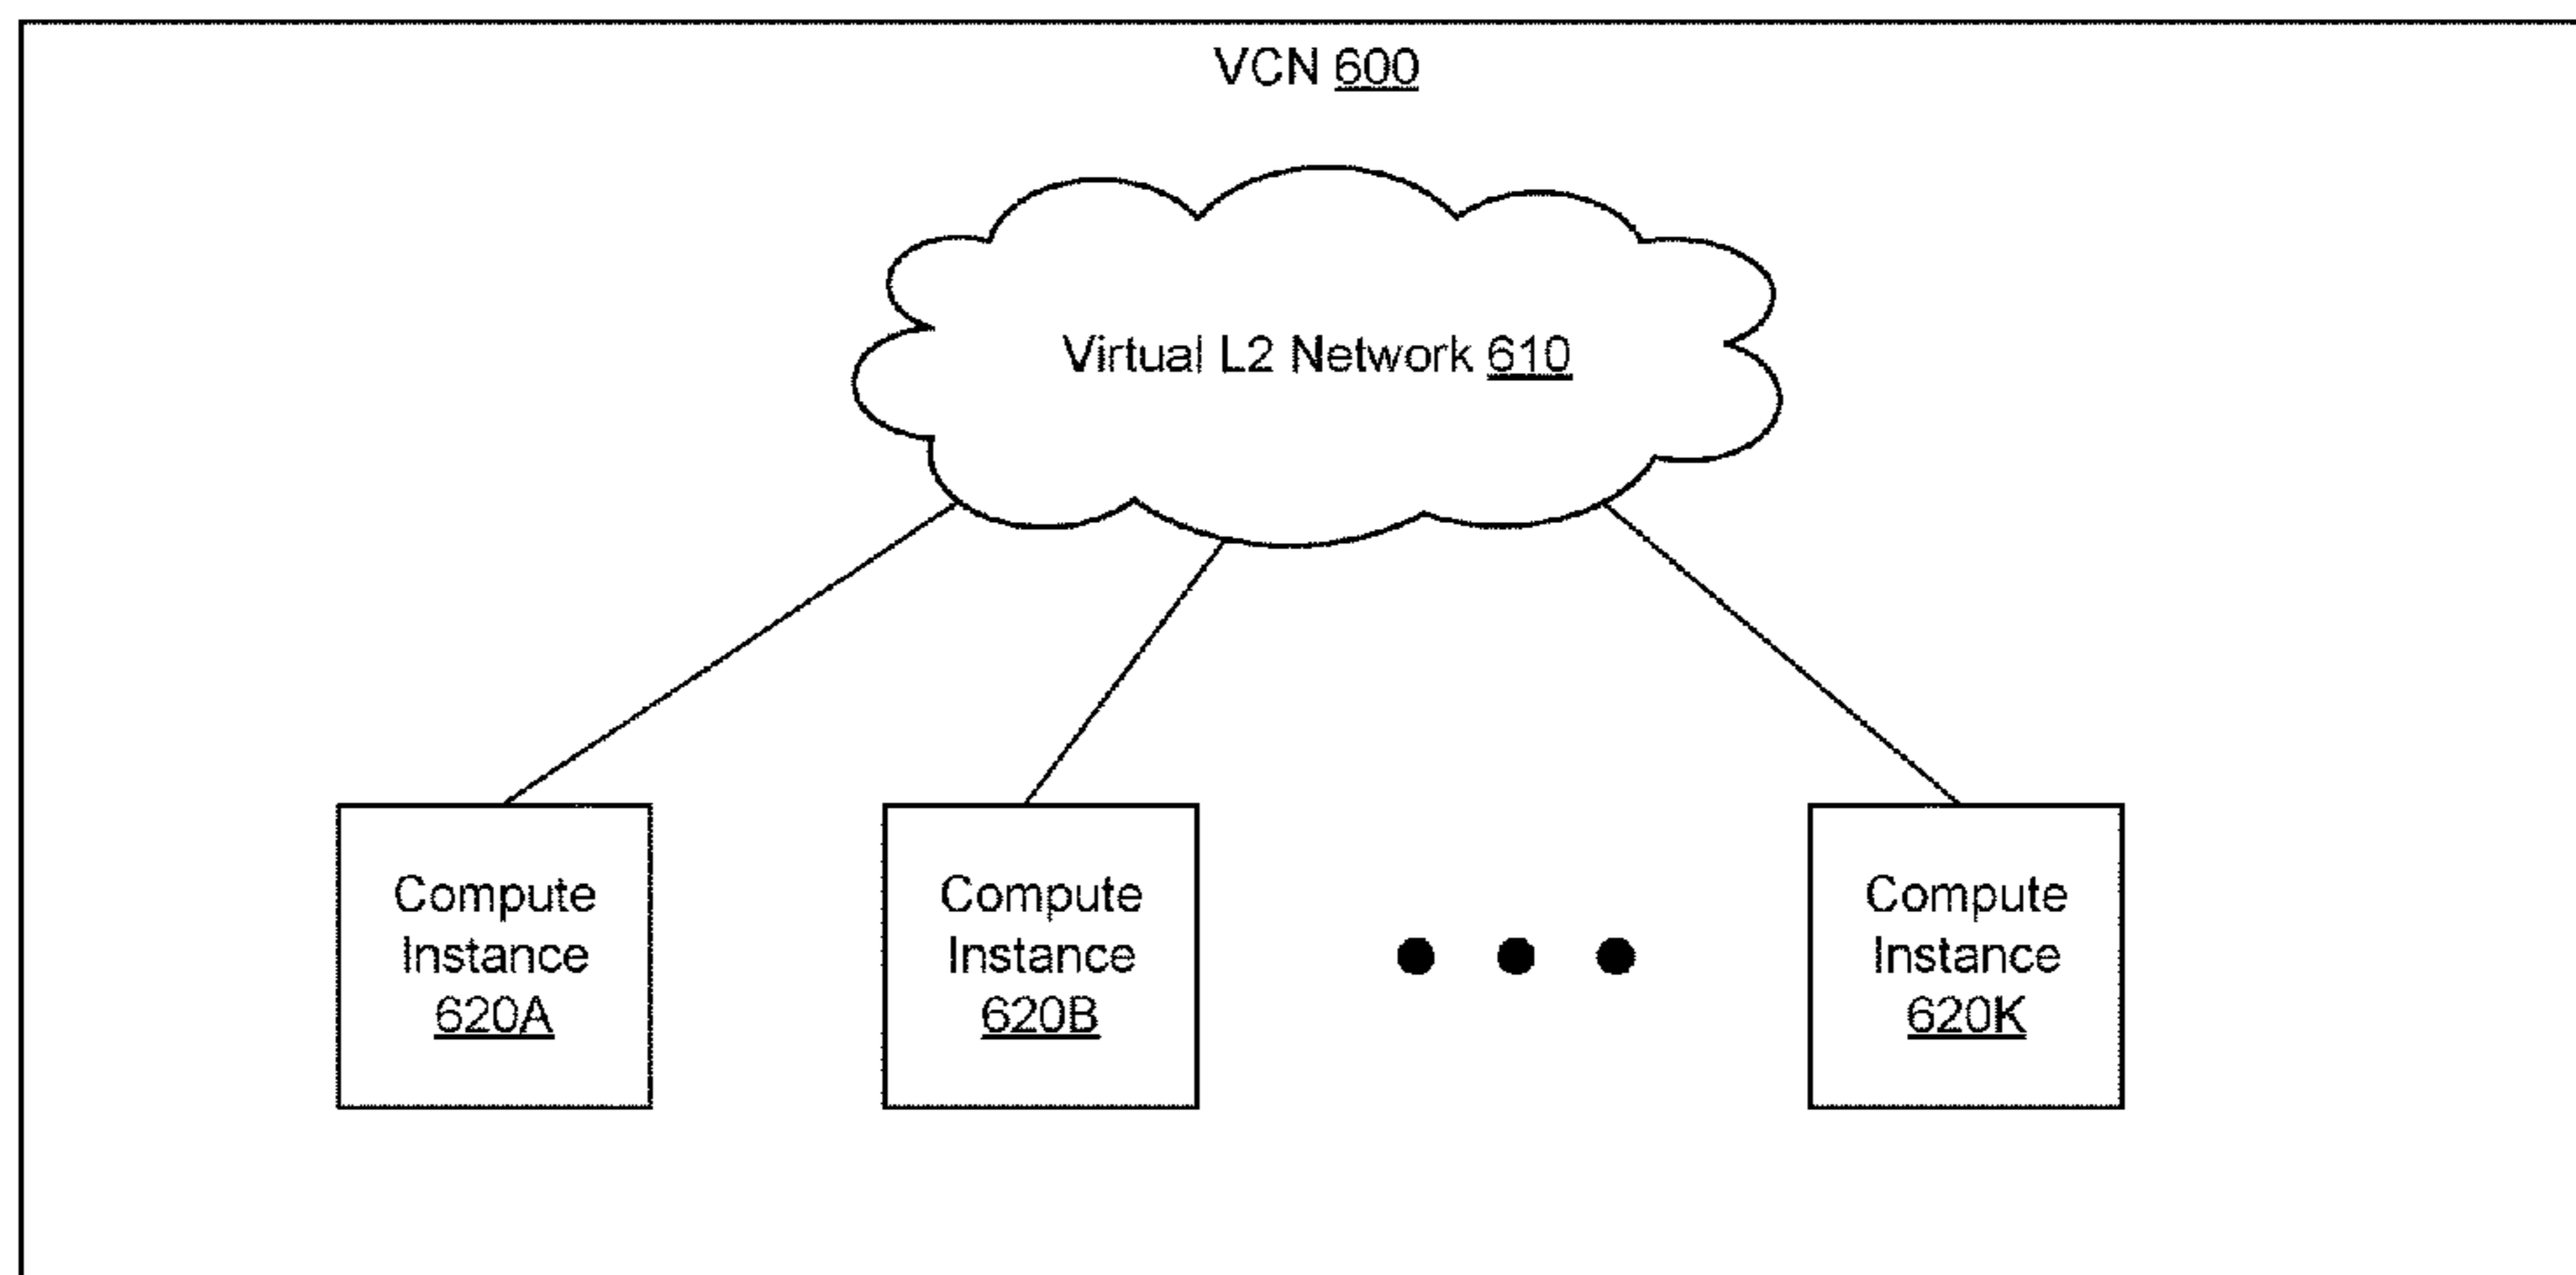 VCN 600
Virtual L2 Network 610
Compute
Instance
620A
Compute
Instance
620B
Compute
Instance
620K